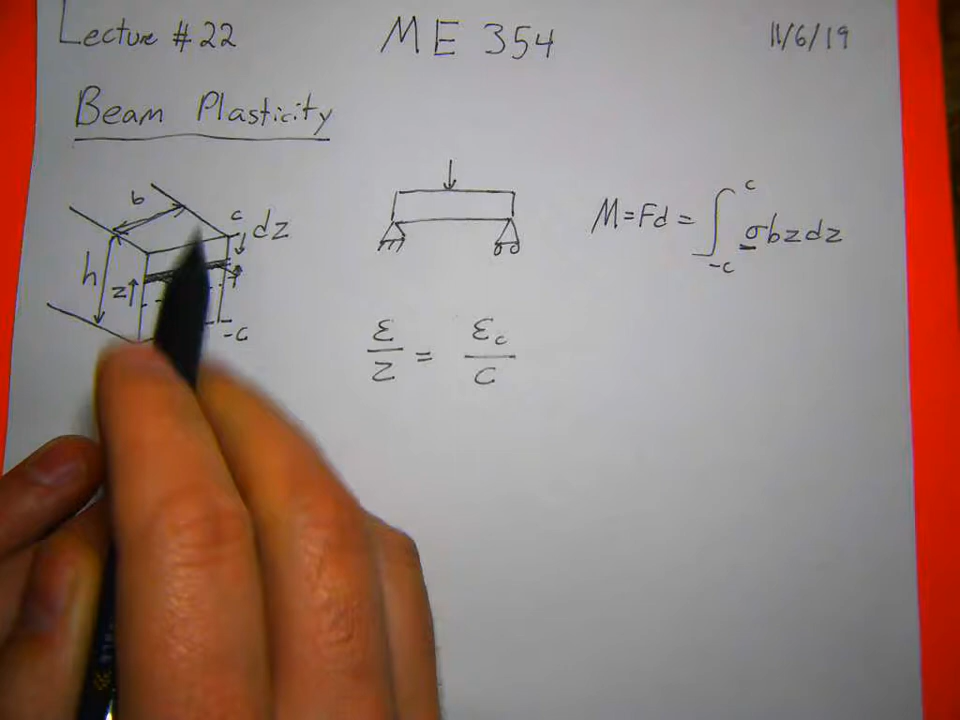 Lecture #22 ME 354 11/6/19
Beam Plasticity
b
c
dz
h
z
-c
M=Fd = ∫_{-c}^{c} σbzdz
ε/z = ε_c/c